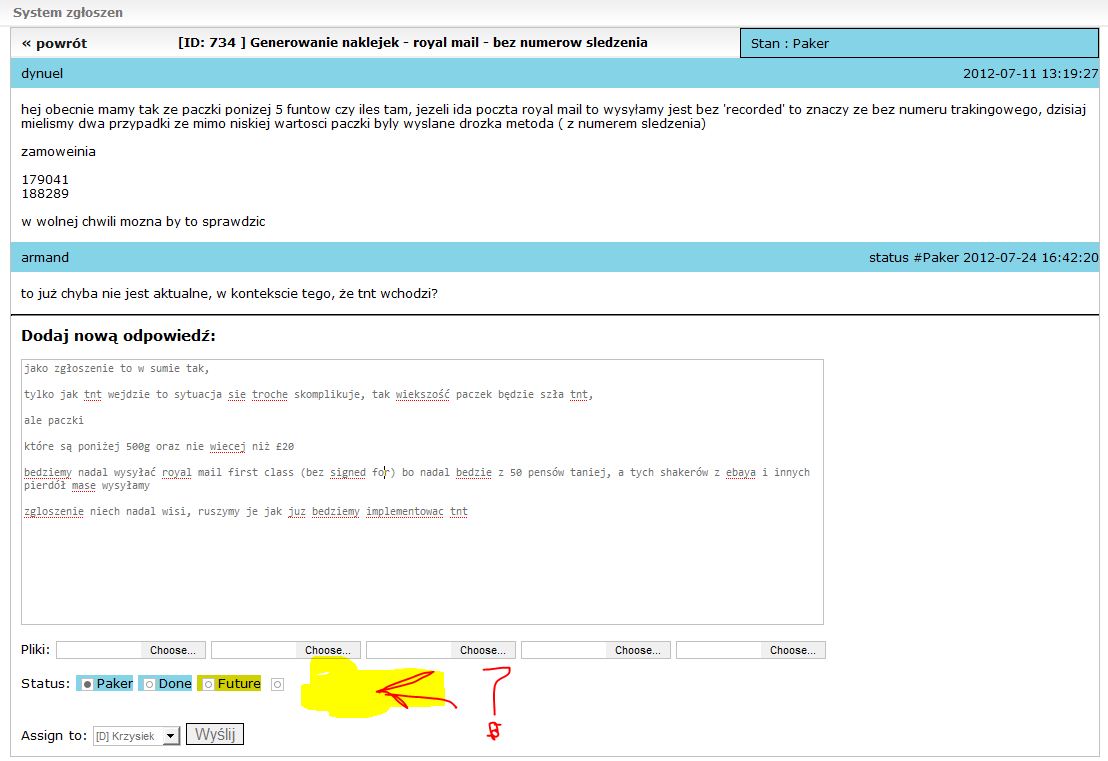 System zgłoszen
« powrót [ID: 734 ] Generowanie naklejek - royal mail - bez numerow sledzenia Stan : Paker
dynuel 2012-07-11 13:19:27
hej obecnie mamy tak ze paczki ponizej 5 funtow czy iles tam, jezeli ida poczta royal mail to wysyłamy jest bez 'recorded' to znaczy ze bez numeru trakingowego, dzisiaj
mielismy dwa przypadki ze mimo niskiej wartosci paczki byly wyslane drozka metoda ( z numerem sledzenia)
zamoweinia
179041
188289
w wolnej chwili mozna by to sprawdzic
armand status #Paker 2012-07-24 16:42:20
to już chyba nie jest aktualne, w kontekscie tego, że tnt wchodzi?
Dodaj nową odpowiedź:
jako zgłoszenie to w sumie tak,
tylko jak tnt wejdzie to sytuacja sie troche skomplikuje, tak wiekszość paczek będzie szła tnt,
ale paczki
które są poniżej 500g oraz nie wiecej niż £20
bedziemy nadal wysyłać royal mail first class (bez signed for) bo nadal bedzie z 50 pensów taniej, a tych shakerów z ebaya i innych
pierdół mase wysyłamy
zgloszenie niech nadal wisi, ruszymy je jak juz bedziemy implementowac tnt
Pliki: Choose... Choose... Choose... Choose... Choose...
Status: Paker Done Future
?
Assign to: [D] Krzysiek Wyślij